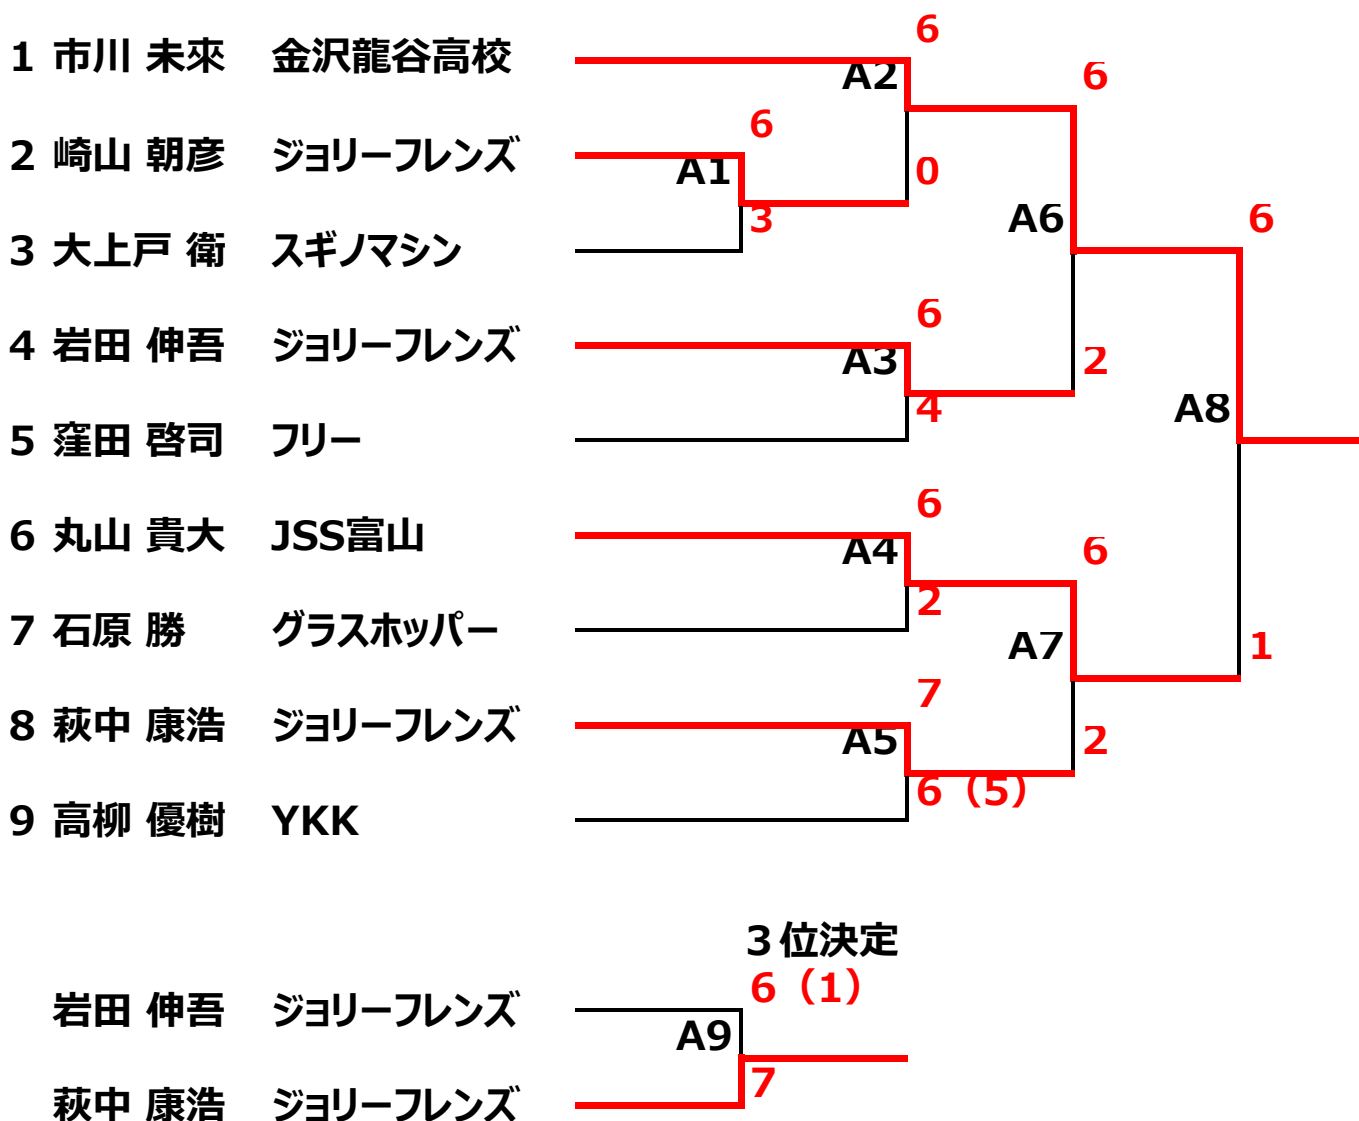 6
1 市川 未來 金沢龍谷高校
A2 6
6
2 崎山 朝彦 ジョリーフレンズ
A1 0
3 A6 6
3 大上戸 衛 スギノマシン
6
4 岩田 伸吾 ジョリーフレンズ
A3 2
4 A8
5 窪田 啓司 フリー
6
6 丸山 貴大 JSS富山
A4 6
2
7 石原 勝 グラスホッパー
A7 1
7
8 萩中 康浩 ジョリーフレンズ
A5 2
6（5）
9 高柳 優樹 YKK
３位決定
6（1）
岩田 伸吾 ジョリーフレンズ
A9
7
萩中 康浩 ジョリーフレンズ